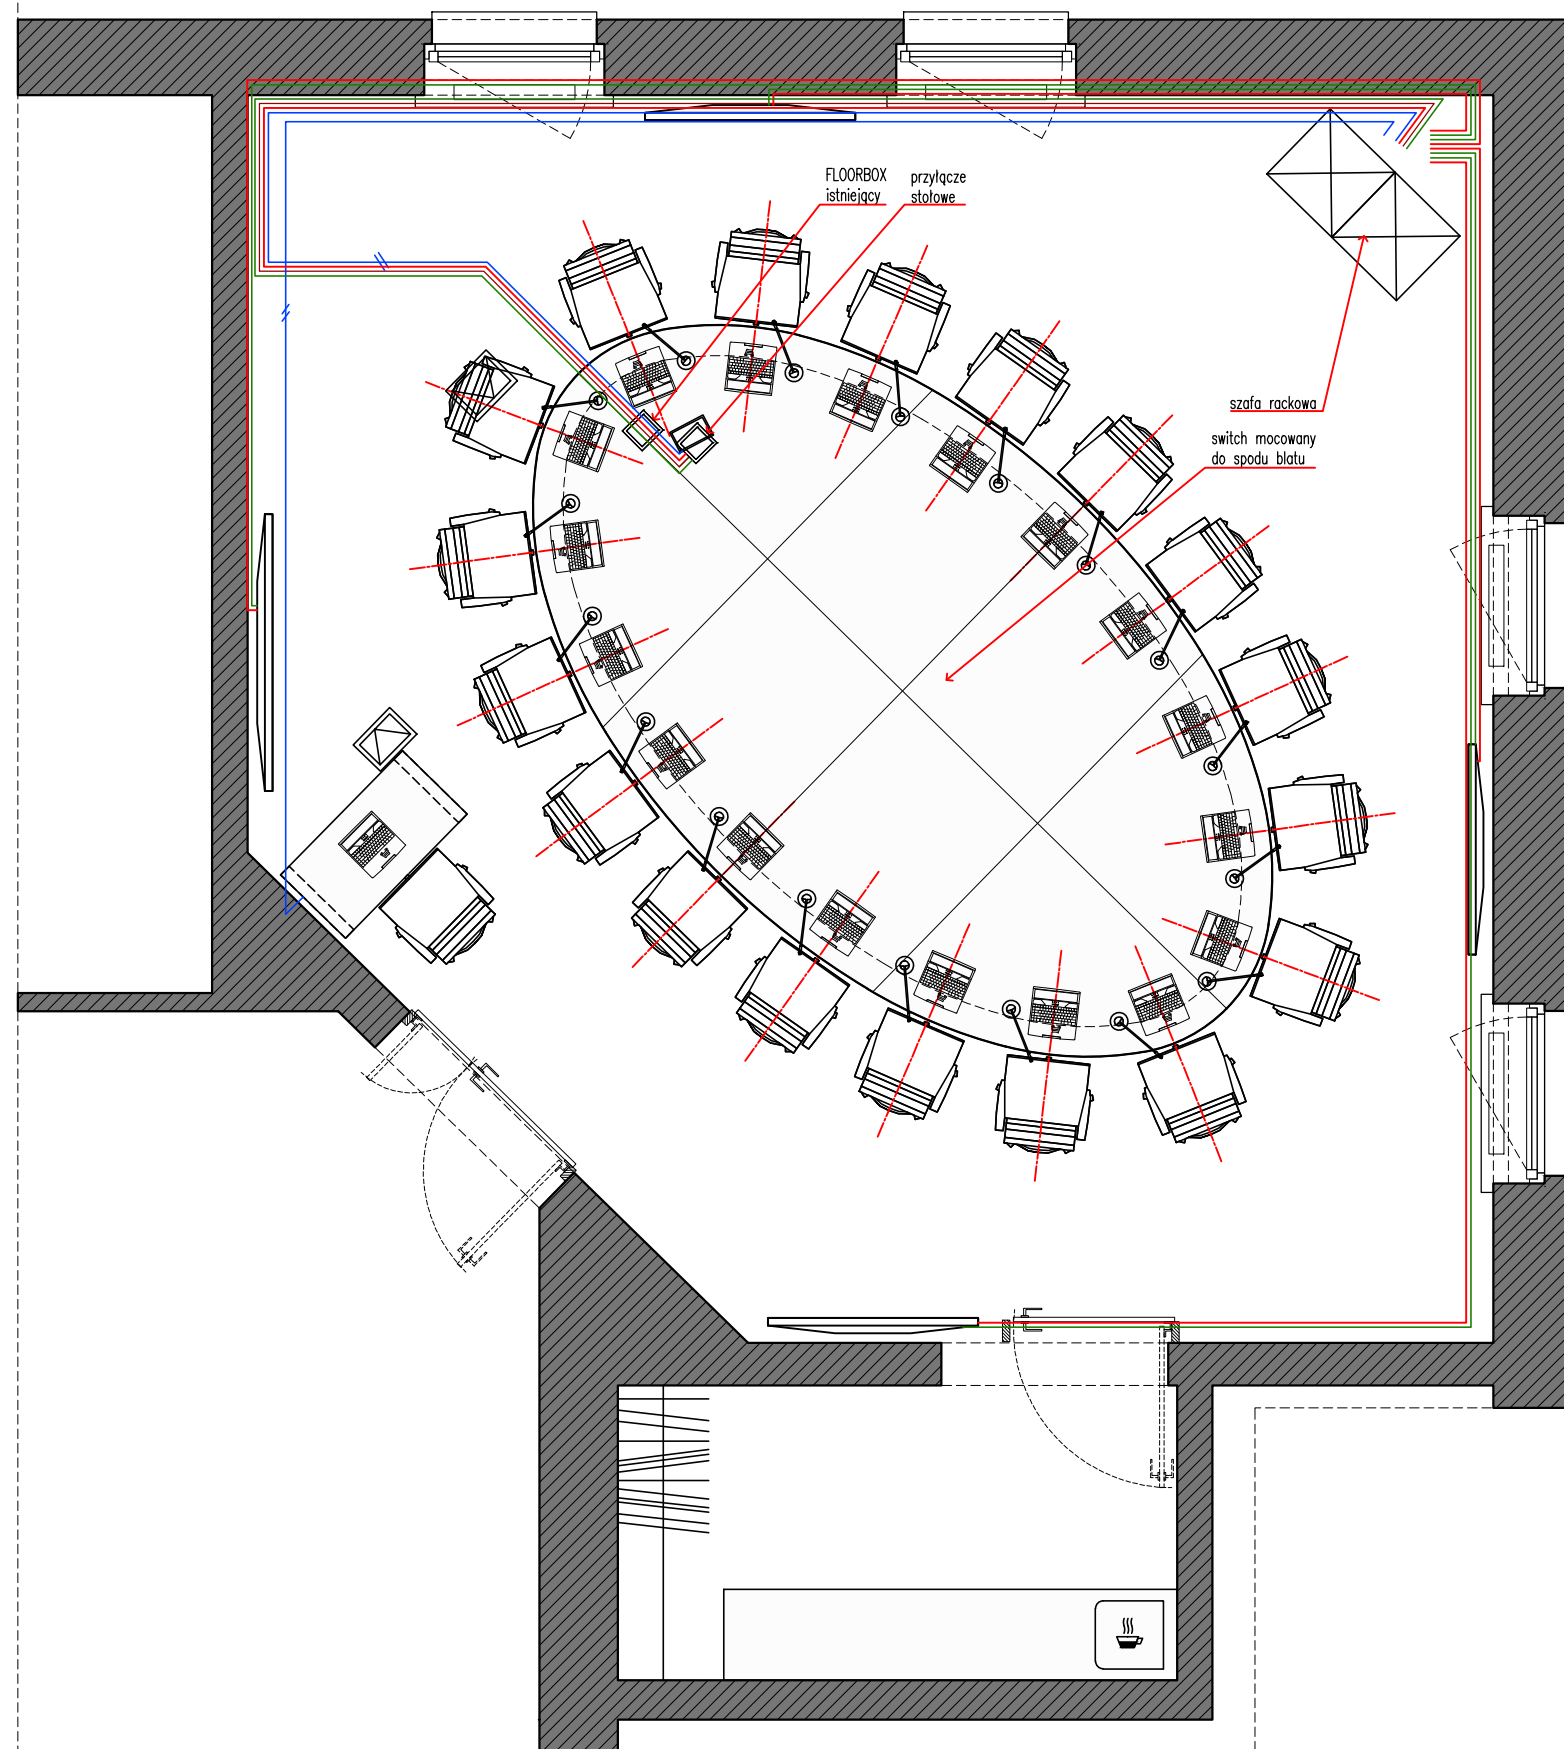 FLOORBOX
istniejący
przyłącze
stołowe
szafa rackowa
switch mocowany
do spodu blatu